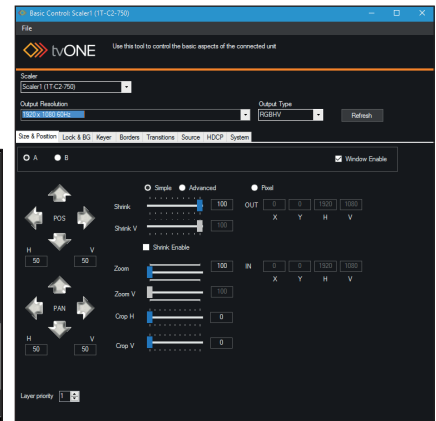 Basic Control: Scaler1 (1T-C2-750)
File
tvONE
Use this tool to control the basic aspects of the connected unit
Scaler
Scaler1 (1T-C2-750)
Output Resolution
Output Type
1920 x 1080 60Hz
RGBHV
Refresh
Size & Position Lock & BG Keyer Borders Transitions Source HDCP System
A B
Window Enable
Simple Advanced Pixel
Shrink 100 OUT 0 0 1920 1080
X Y H V
POS
Shrink V 100
Shrink Enable
H V
50 50
Zoom 100 IN 0 0 1920 1080
X Y H V
Zoom V 100
PAN
Crop H 0
H V
50 50
Crop V 0
Layer priority 1